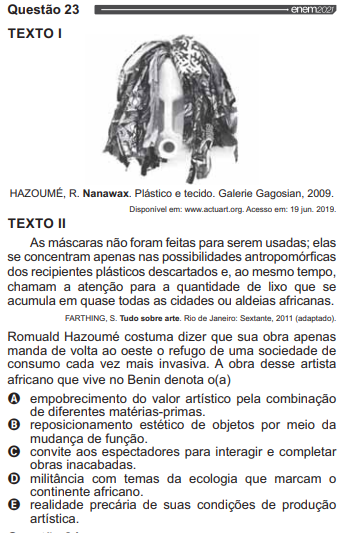 Questão 23
enem2021
TEXTO I
HAZOUMÉ, R. Nanawax. Plástico e tecido. Galerie Gagosian, 2009.
Disponível em: www.actuart.org. Acesso em: 19 jun. 2019.
TEXTO II
As máscaras não foram feitas para serem usadas; elas
se concentram apenas nas possibilidades antropomórficas
dos recipientes plásticos descartados e, ao mesmo tempo,
chamam a atenção para a quantidade de lixo que se
acumula em quase todas as cidades ou aldeias africanas.
FARTHING, S. Tudo sobre arte. Rio de Janeiro: Sextante, 2011 (adaptado).
Romuald Hazoumé costuma dizer que sua obra apenas
manda de volta ao oeste o refugo de uma sociedade de
consumo cada vez mais invasiva. A obra desse artista
africano que vive no Benin denota o(a)
A empobrecimento do valor artístico pela combinação
de diferentes matérias-primas.
B reposicionamento estético de objetos por meio da
mudança de função.
C convite aos espectadores para interagir e completar
obras inacabadas.
D militância com temas da ecologia que marcam o
continente africano.
E realidade precária de suas condições de produção
artística.